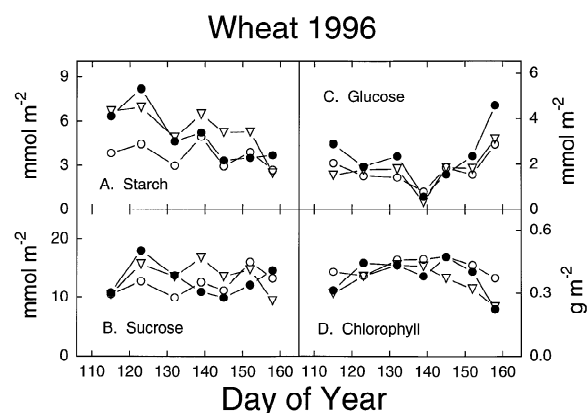 Wheat 1996
9
6
3
0
mmol m-2
A. Starch
C. Glucose
6
4
2
0
mmol m-2
20
10
0
mmol m-2
B. Sucrose
D. Chlorophyll
0.6
0.3
0.0
g m-2
110 120 130 140 150 160 110 120 130 140 150 160
Day of Year